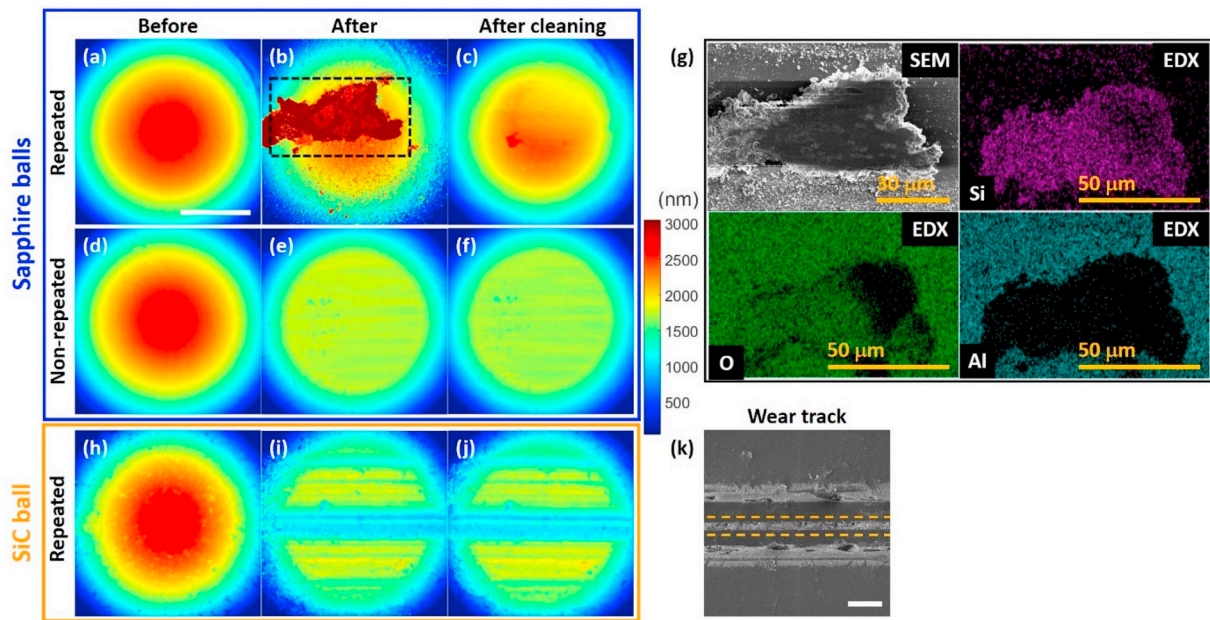 Before After After cleaning
Sapphire balls
Repeated
(a) (b) (c)
Non-repeated
(d) (e) (f)
SiC ball
Repeated
(h) (i) (j)
(nm)
3000
2500
2000
1500
1000
500
(g)
SEM
30 μm
EDX
Si
50 μm
EDX
O
50 μm
EDX
Al
50 μm
Wear track
(k)